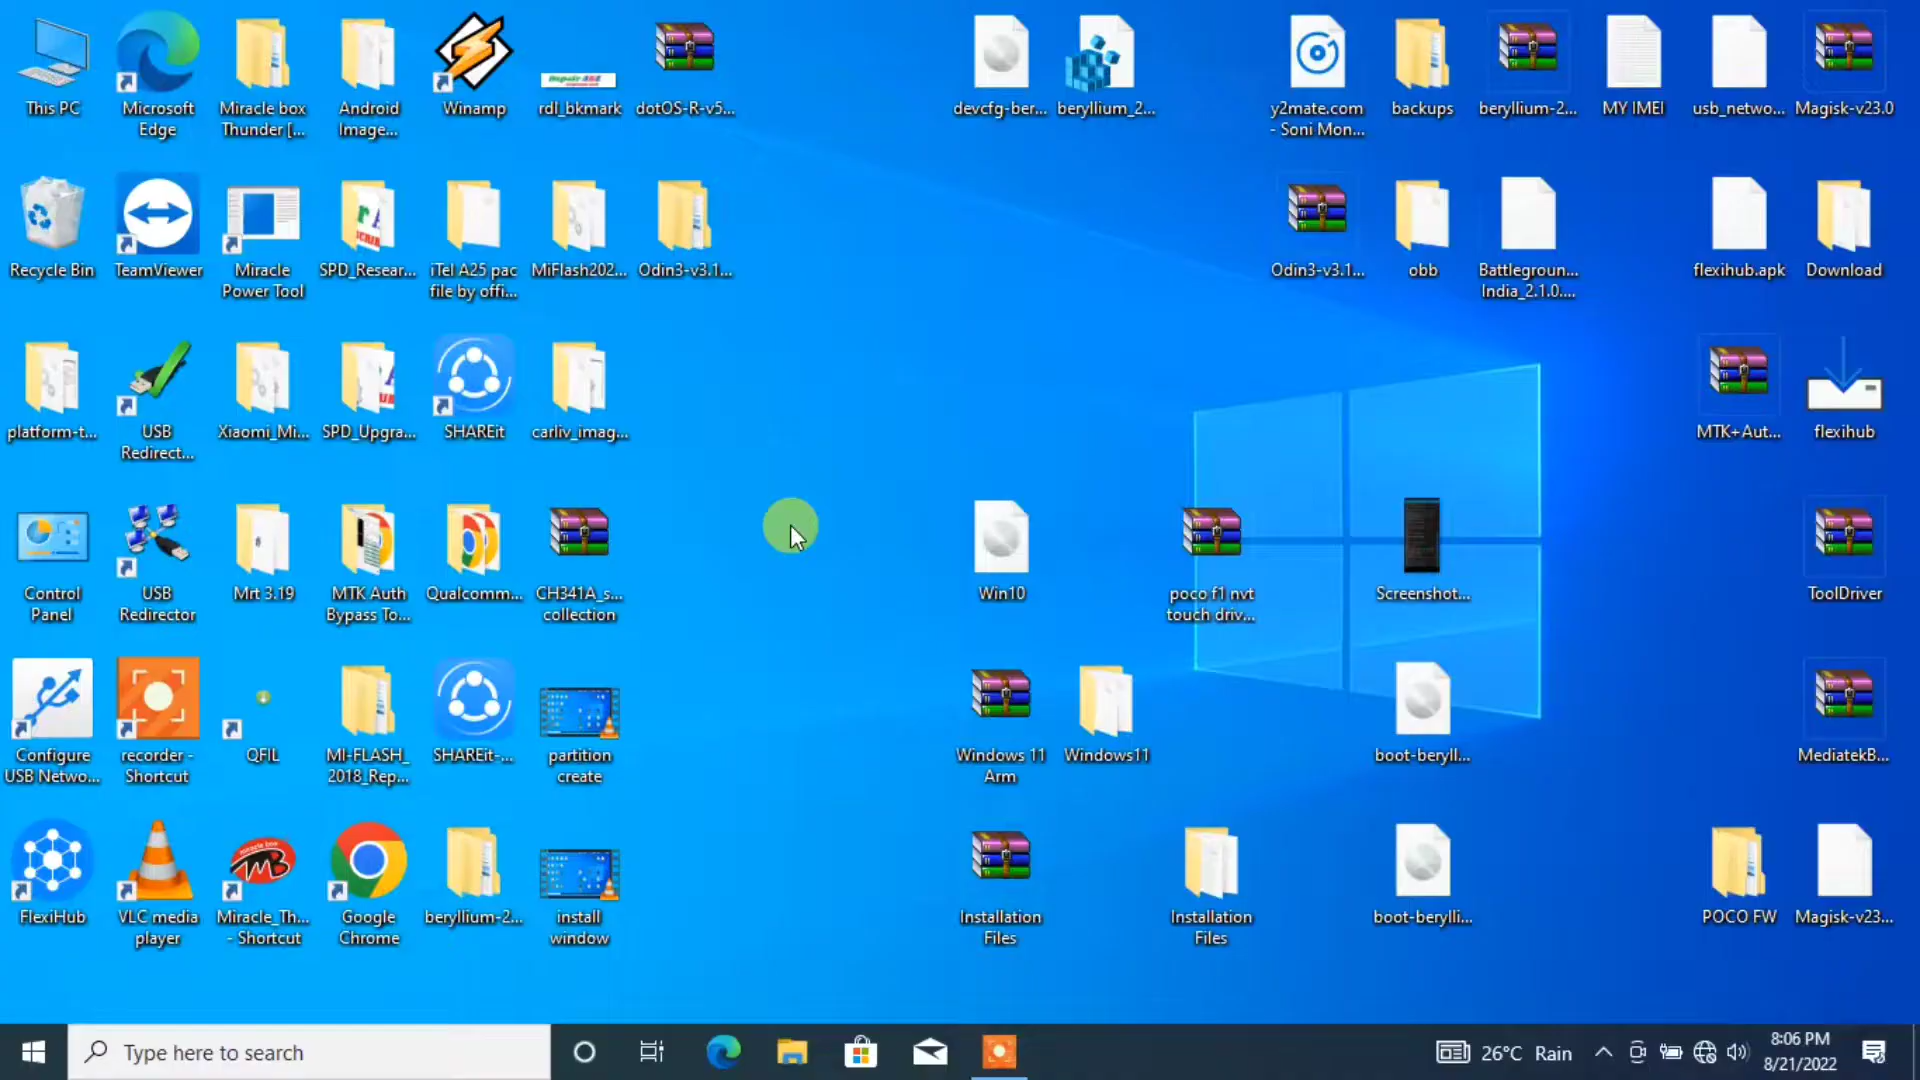 This PC
Microsoft
Edge
Miracle box
Thunder [...
Android
Image...
Winamp
rdl_bkmark
dotOS-R-v5...
devcfg-ber...
beryllium_2...
y2mate.com
- Soni Mon...
backups
beryllium-2...
MY IMEI
usb_netwo...
Magisk-v23.0
Recycle Bin
TeamViewer
Miracle
Power Tool
SPD_Resear...
iTel A25 pac
file by offi...
MiFlash202...
Odin3-v3.1...
Odin3-v3.1...
obb
Battlegroun...
India_2.1.0....
flexihub.apk
Download
platform-t...
USB
Redirect...
Xiaomi_Mi...
SPD_Upgra...
SHAREit
carliv_imag...
MTK+Aut...
flexihub
Control
Panel
USB
Redirector
Mrt 3.19
MTK Auth
Bypass To...
Qualcomm...
CH341A_s...
collection
Win10
poco f1 nvt
touch driv...
Screenshot...
ToolDriver
Configure
USB Netwo...
recorder -
Shortcut
QFIL
MI-FLASH_
2018_Rep...
SHAREit-...
partition
create
Windows 11
Arm
Windows11
boot-beryll...
MediatekB...
FlexiHub
VLC media
player
Miracle_Th...
- Shortcut
Google
Chrome
beryllium-2...
install
window
Installation
Files
Installation
Files
boot-berylli...
POCO FW
Magisk-v23...
Type here to search
26°C Rain
8:06 PM
8/21/2022